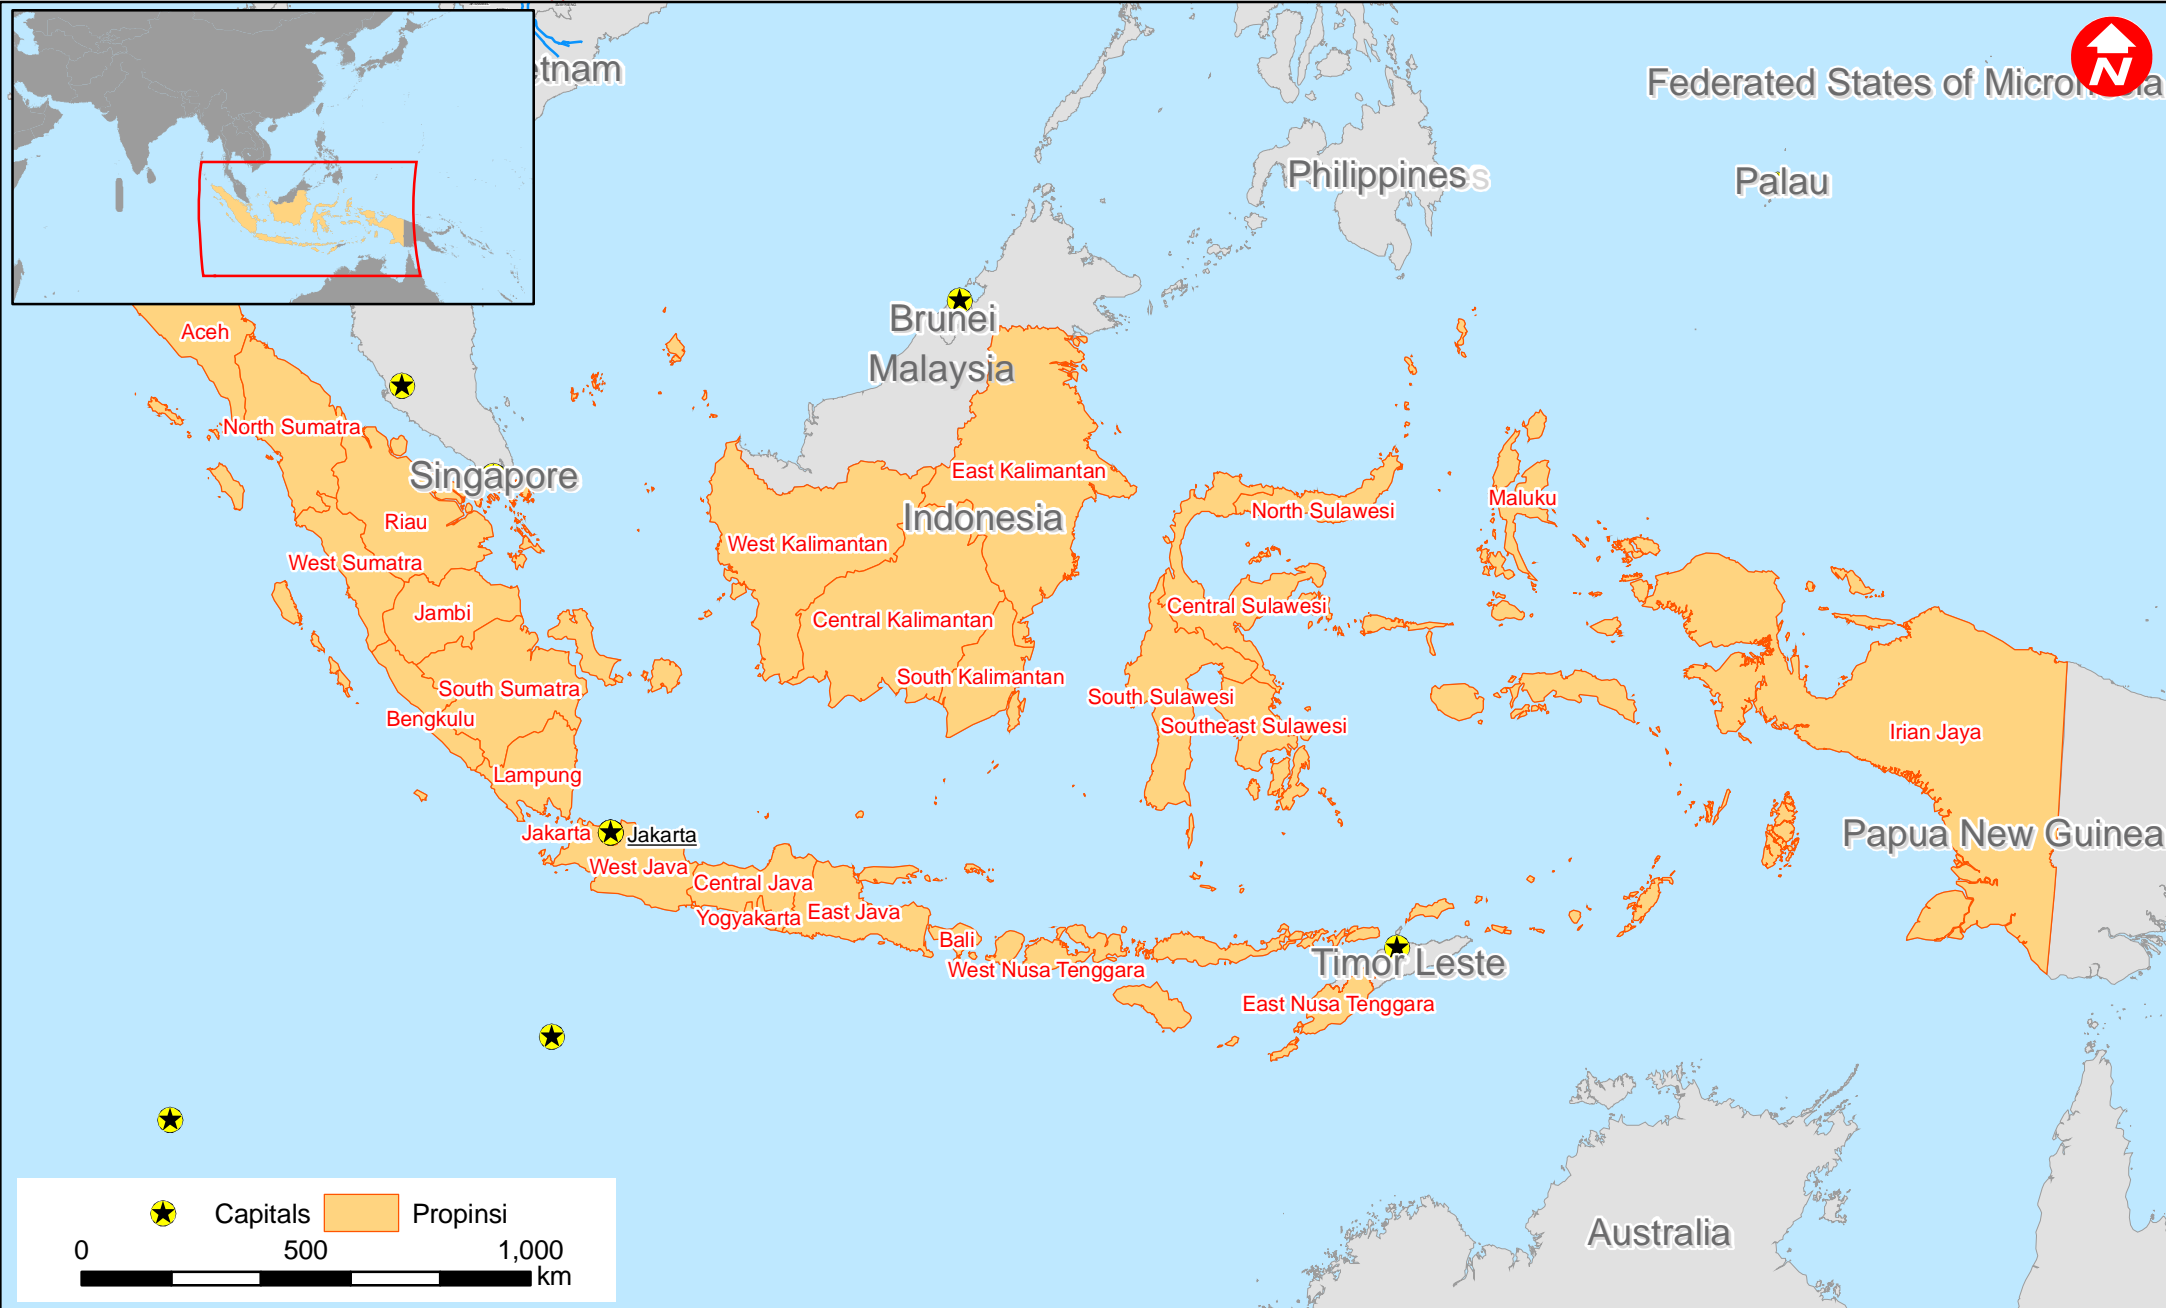 etnam
Federated States of Micron
N
Philippines
Palau
Brunei
Malaysia
Aceh
North Sumatra
Singapore
East Kalimantan
Indonesia
North Sulawesi
Maluku
Riau
West Kalimantan
West Sumatra
Jambi
Central Kalimantan
Central Sulawesi
South Kalimantan
South Sumatra
South Sulawesi
Bengkulu
Southeast Sulawesi
Irian Jaya
Lampung
Jakarta
Jakarta
Papua New Guinea
West Java
Central Java
Yogyakarta
East Java
Bali
West Nusa Tenggara
Timor Leste
East Nusa Tenggara
Australia
Capitals
Propinsi
0 500 1,000
km